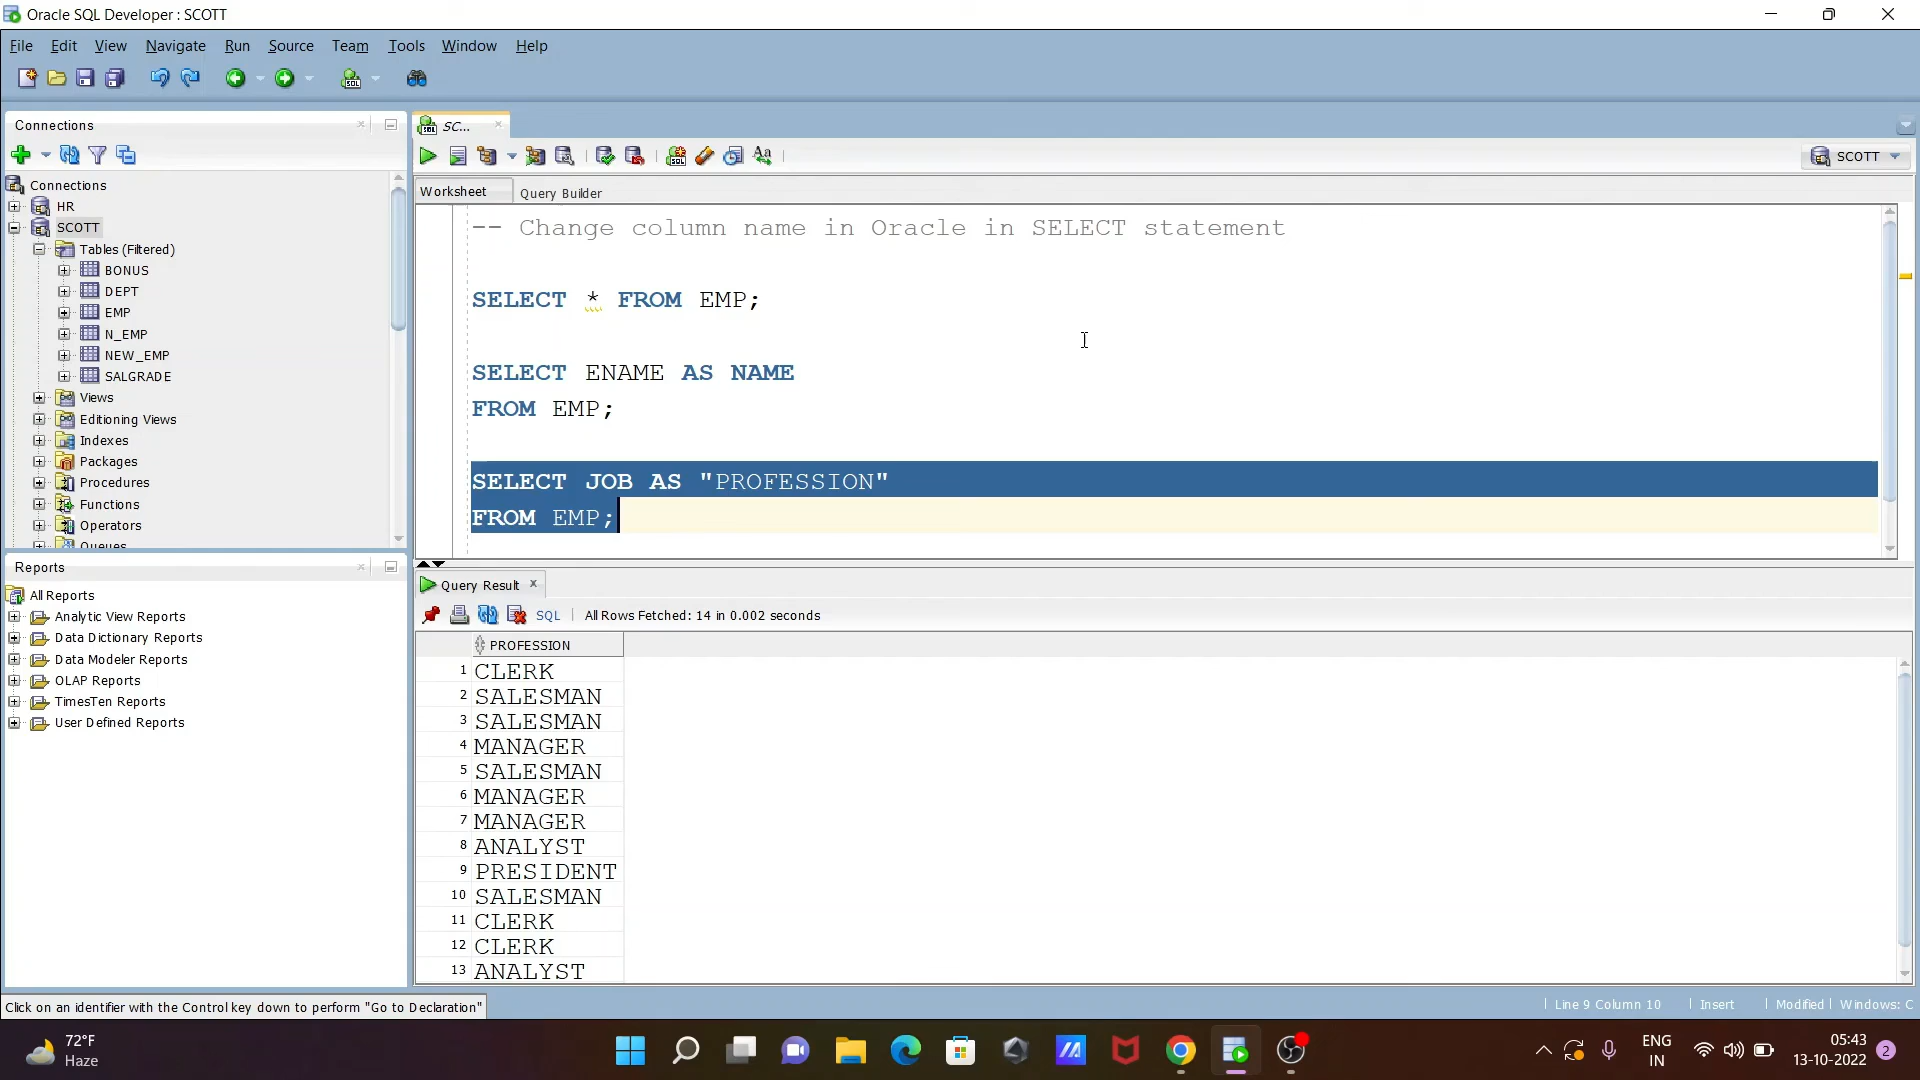 Oracle SQL Developer : SCOTT
File Edit View Navigate Run Source Team Tools Window Help
Connections
Connections
HR
SCOTT
Tables (Filtered)
BONUS
DEPT
EMP
N_EMP
NEW_EMP
SALGRADE
Views
Editioning Views
Indexes
Packages
Procedures
Functions
Operators
Queues
Reports
All Reports
Analytic View Reports
Data Dictionary Reports
Data Modeler Reports
OLAP Reports
TimesTen Reports
User Defined Reports
SC...
SCOTT
Worksheet Query Builder
-- Change column name in Oracle in SELECT statement
SELECT * FROM EMP;
SELECT ENAME AS NAME
FROM EMP;
SELECT JOB AS "PROFESSION"
FROM EMP;
Query Result
SQL All Rows Fetched: 14 in 0.002 seconds
PROFESSION
1 CLERK
2 SALESMAN
3 SALESMAN
4 MANAGER
5 SALESMAN
6 MANAGER
7 MANAGER
8 ANALYST
9 PRESIDENT
10 SALESMAN
11 CLERK
12 CLERK
13 ANALYST
Click on an identifier with the Control key down to perform "Go to Declaration"
Line 9 Column 10 Insert Modified Windows: C
72°F
Haze
ENG
IN
05:43
13-10-2022
2